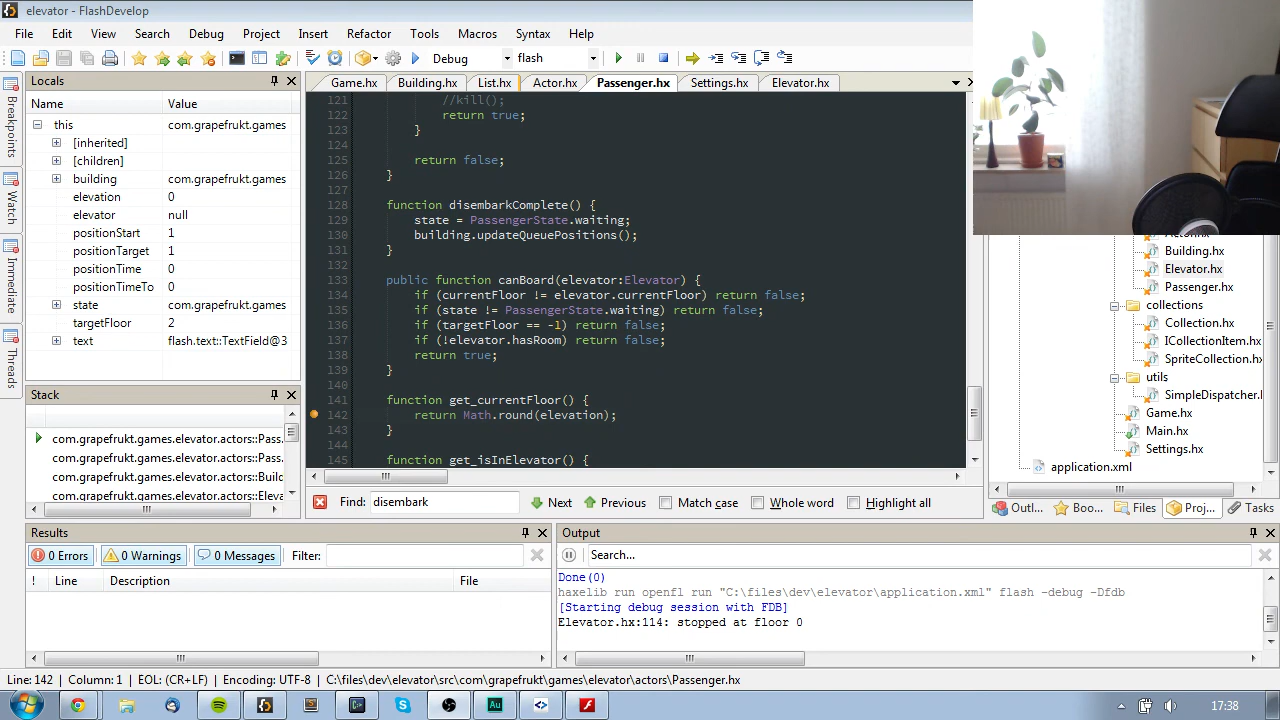 elevator - FlashDevelop
File Edit View Search Debug Project Insert Refactor Tools Macros Syntax Help
Debug flash
Locals
Game.hx Building.hx List.hx Actor.hx Passenger.hx Settings.hx Elevator.hx
Breakpoints
Watch
Immediate
Threads
Name Value
this com.grapefrukt.games
[inherited]
[children]
building com.grapefrukt.games
elevation 0
elevator null
positionStart 1
positionTarget 1
positionTime 0
positionTimeTo 0
state com.grapefrukt.games
targetFloor 2
text flash.text::TextField@3
Stack
com.grapefrukt.games.elevator.actors::Pass
com.grapefrukt.games.elevator.actors::Pass
com.grapefrukt.games.elevator.actors::Buil
com.grapefrukt.games.elevator.actors::Eleva
121 //kill();
122 return true;
123 }
124
125 return false;
126 }
127
128 function disembarkComplete() {
129 state = PassengerState.waiting;
130 building.updateQueuePositions();
131 }
132
133 public function canBoard(elevator:Elevator) {
134 if (currentFloor != elevator.currentFloor) return false;
135 if (state != PassengerState.waiting) return false;
136 if (targetFloor == -1) return false;
137 if (!elevator.hasRoom) return false;
138 return true;
139 }
140
141 function get_currentFloor() {
142 return Math.round(elevation);
143 }
144
145 function get_isInElevator() {
Find: disembark Next Previous Match case Whole word Highlight all
Actor.hx
Building.hx
Elevator.hx
Passenger.hx
collections
Collection.hx
ICollectionItem.hx
SpriteCollection.hx
utils
SimpleDispatcher.
Game.hx
Main.hx
Settings.hx
application.xml
Outl... Boo... Files Proj... Tasks
Results
0 Errors 0 Warnings 0 Messages Filter:
! Line Description File
Output
Search...
Done(0)
haxelib run openfl run "C:\files\dev\elevator\application.xml" flash -debug -Dfdb
[Starting debug session with FDB]
Elevator.hx:114: stopped at floor 0
Line: 142 Column: 1 EOL: (CR+LF) Encoding: UTF-8 C:\files\dev\elevator\src\com\grapefrukt\games\elevator\actors\Passenger.hx
Au
17:38